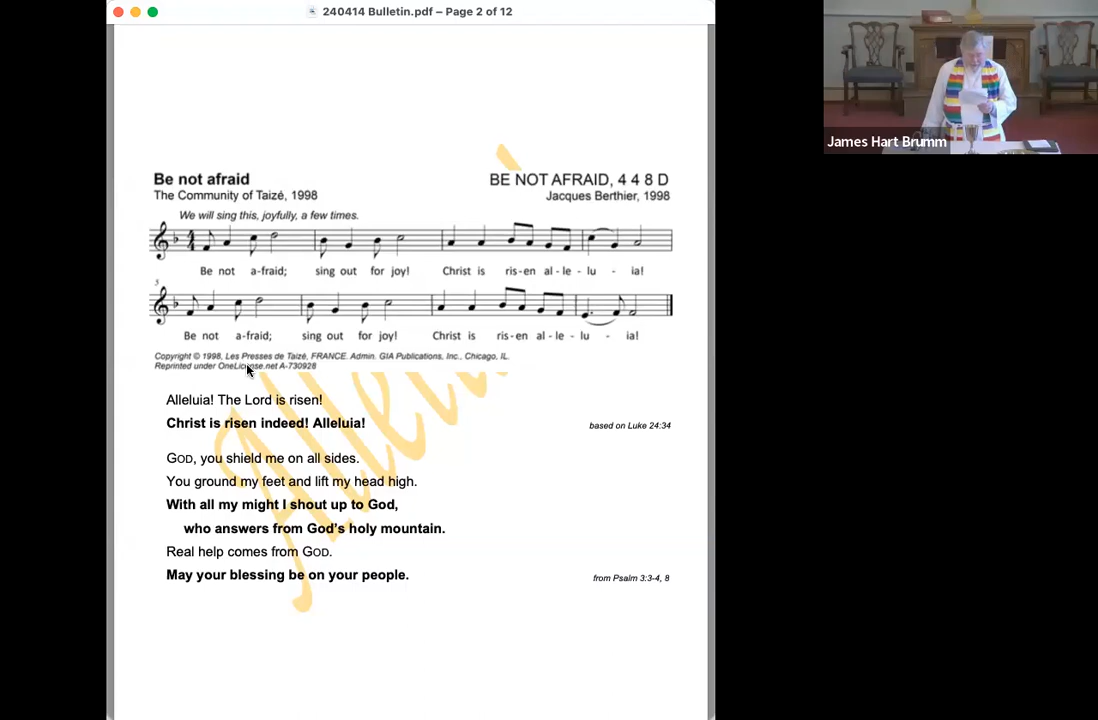 240414 Bulletin.pdf – Page 2 of 12
James Hart Brumm
Be not afraid
BE NOT AFRAID, 4 4 8 D
The Community of Taizé, 1998
Jacques Berthier, 1998
We will sing this, joyfully, a few times.
Be not a-fraid; sing out for joy! Christ is ris-en al-le-lu - ia!
5
Be not a-fraid; sing out for joy! Christ is ris-en al-le-lu - ia!
Copyright © 1998, Les Presses de Taizé, FRANCE. Admin. GIA Publications, Inc., Chicago, IL.
Reprinted under OneLicense.net A-730928
Alleluia! The Lord is risen!
Christ is risen indeed! Alleluia!
based on Luke 24:34
GOD, you shield me on all sides.
You ground my feet and lift my head high.
With all my might I shout up to God,
who answers from God's holy mountain.
Real help comes from GOD.
May your blessing be on your people.
from Psalm 3:3-4, 8